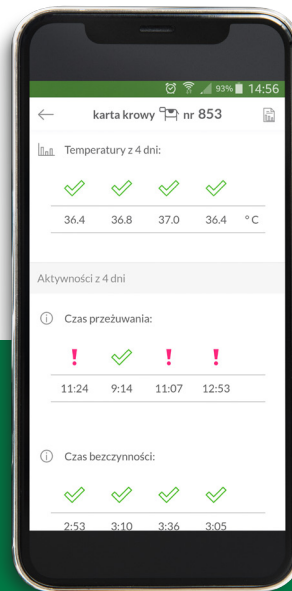 93% 14:56
karta krowy nr 853
Temperatury z 4 dni:
36.4 36.8 37.0 36.4 °C
Aktywności z 4 dni
Czas przeżuwania:
11:24 9:14 11:07 12:53
Czas bezczynności:
2:53 3:10 3:36 3:05